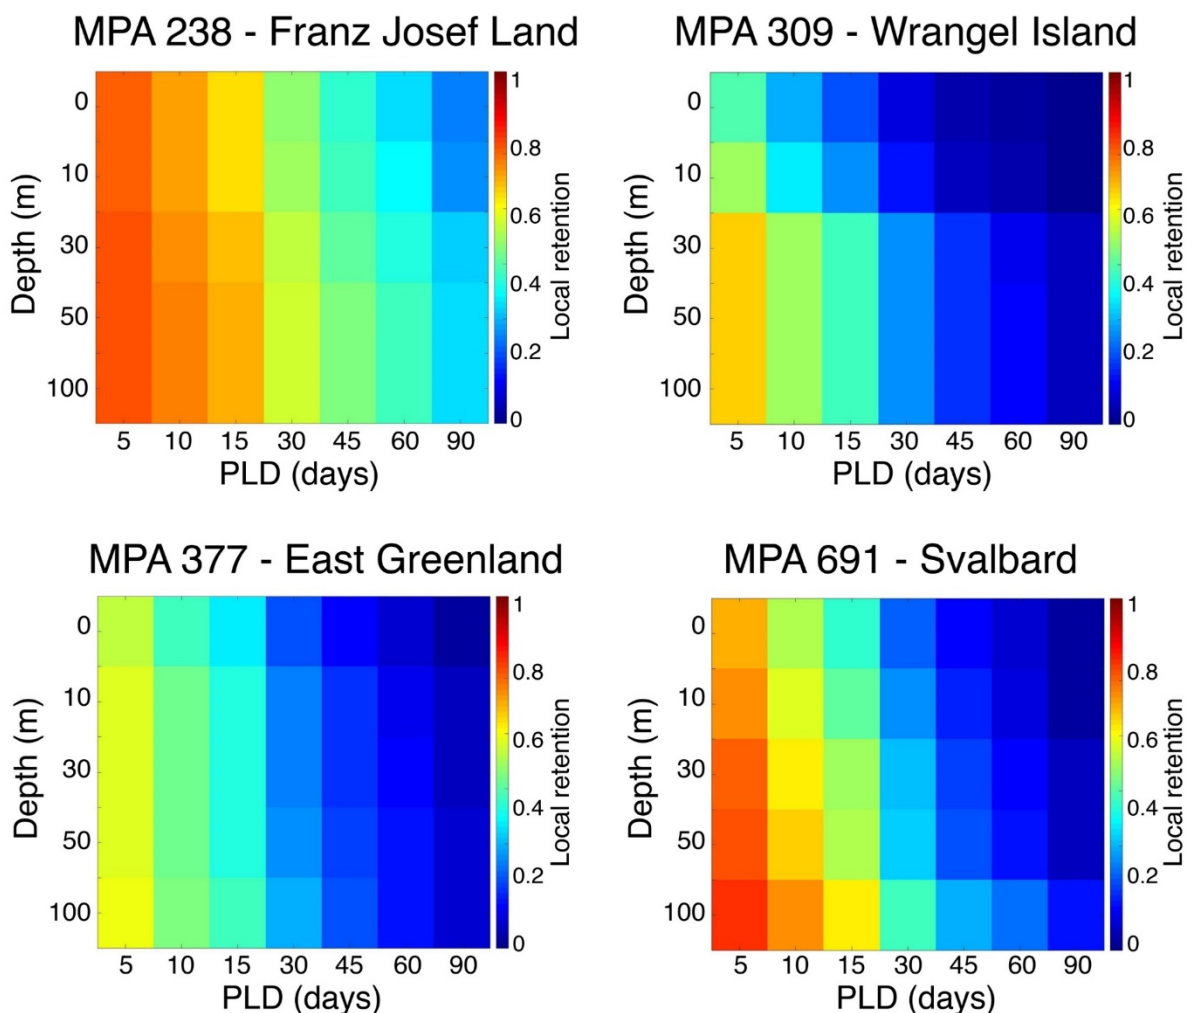 MPA 238 - Franz Josef Land
Depth (m)
0
10
30
50
100
5 10 15 30 45 60 90
PLD (days)
1
0.8
0.6
0.4
0.2
0
Local retention
MPA 309 - Wrangel Island
Depth (m)
0
10
30
50
100
5 10 15 30 45 60 90
PLD (days)
1
0.8
0.6
0.4
0.2
0
Local retention
MPA 377 - East Greenland
Depth (m)
0
10
30
50
100
5 10 15 30 45 60 90
PLD (days)
1
0.8
0.6
0.4
0.2
0
Local retention
MPA 691 - Svalbard
Depth (m)
0
10
30
50
100
5 10 15 30 45 60 90
PLD (days)
1
0.8
0.6
0.4
0.2
0
Local retention